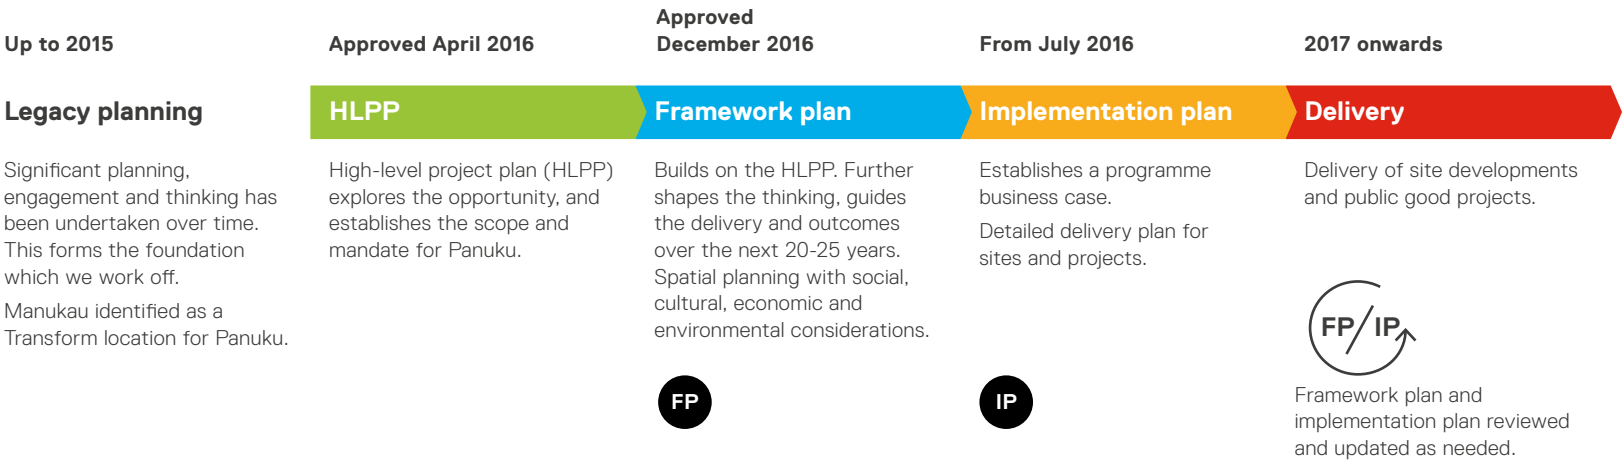 Up to 2015
Legacy planning
Significant planning,
engagement and thinking has
been undertaken over time.
This forms the foundation
which we work off.
Manukau identified as a
Transform location for Panuku.
Approved April 2016
HLPP
High-level project plan (HLPP)
explores the opportunity, and
establishes the scope and
mandate for Panuku.
Approved
December 2016
Framework plan
Builds on the HLPP. Further
shapes the thinking, guides
the delivery and outcomes
over the next 20-25 years.
Spatial planning with social,
cultural, economic and
environmental considerations.
FP
From July 2016
Implementation plan
Establishes a programme
business case.
Detailed delivery plan for
sites and projects.
IP
2017 onwards
Delivery
Delivery of site developments
and public good projects.
FP/IP
Framework plan and
implementation plan reviewed
and updated as needed.